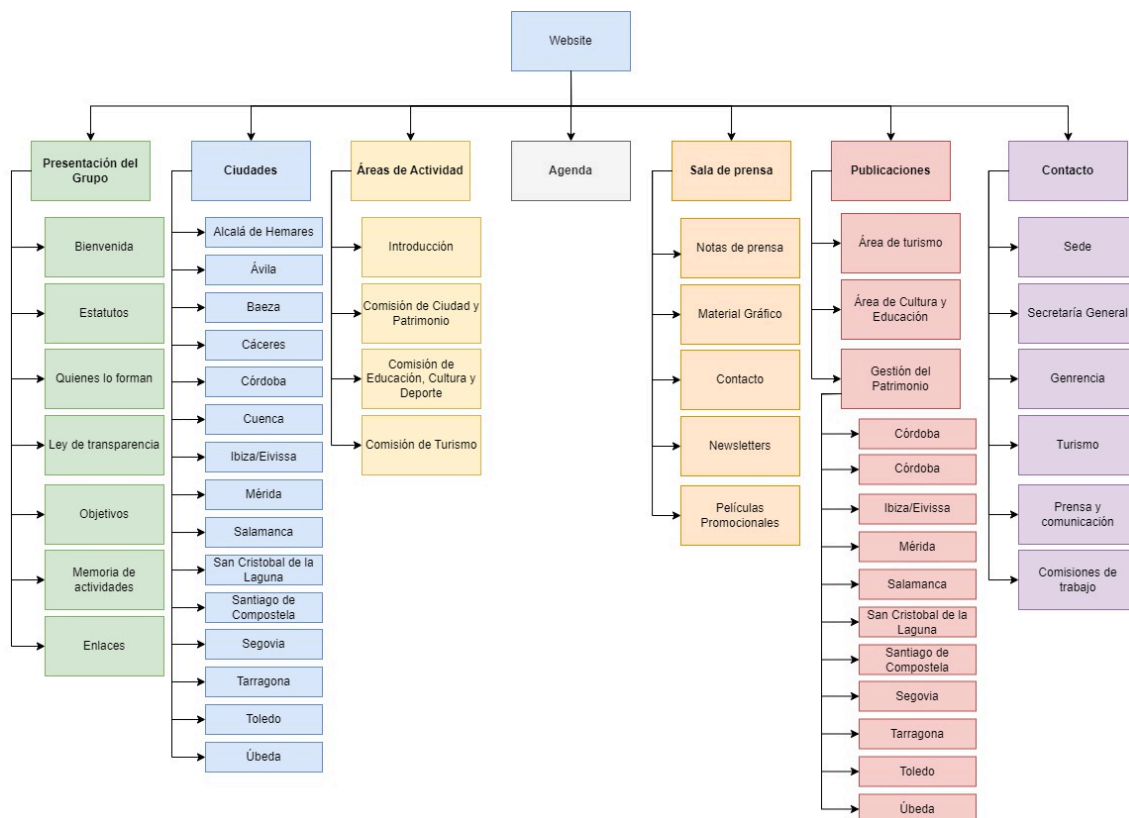 Website
Presentación del
Grupo
Bienvenida
Estatutos
Quienes lo forman
Ley de transparencia
Objetivos
Memoria de
actividades
Enlaces
Ciudades
Alcalá de Hemares
Ávila
Baeza
Cáceres
Córdoba
Cuenca
Ibiza/Eivissa
Mérida
Salamanca
San Cristobal de la
Laguna
Santiago de
Compostela
Segovia
Tarragona
Toledo
Úbeda
Áreas de Actividad
Introducción
Comisión de Ciudad y
Patrimonio
Comisión de
Educación, Cultura y
Deporte
Comisión de Turismo
Agenda
Sala de prensa
Notas de prensa
Material Gráfico
Contacto
Newsletters
Películas
Promocionales
Publicaciones
Área de turismo
Área de Cultura y
Educación
Gestión del
Patrimonio
Córdoba
Córdoba
Ibiza/Eivissa
Mérida
Salamanca
San Cristobal de la
Laguna
Santiago de
Compostela
Segovia
Tarragona
Toledo
Úbeda
Contacto
Sede
Secretaría General
Genrencia
Turismo
Prensa y
comunicación
Comisiones de
trabajo